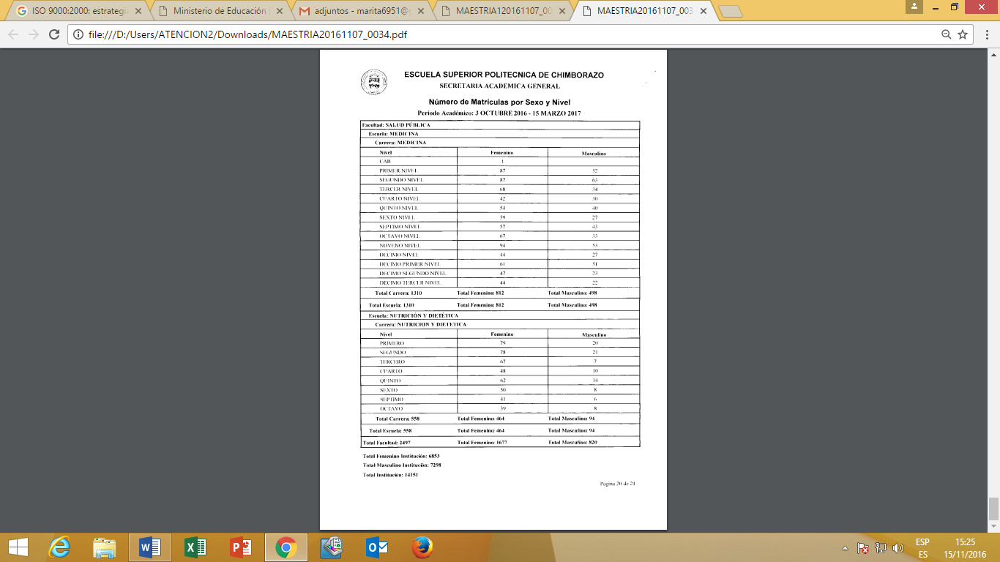 ISO 9000:2000: estrategi
Ministerio de Educación
adjuntos - marita6951@
MAESTRIA120161107_00
MAESTRIA20161107_003
file:///D:/Users/ATENCION2/Downloads/MAESTRIA20161107_0034.pdf
ESCUELA SUPERIOR POLITECNICA DE CHIMBORAZO
SECRETARIA ACADEMICA GENERAL
Número de Matrículas por Sexo y Nivel
Período Académico: 3 OCTUBRE 2016 - 15 MARZO 2017
Facultad: SALUD PÚBLICA
Escuela: MEDICINA
Carrera: MEDICINA
Nivel Femenino Masculino
CAB 1
PRIMER NIVEL 87 52
SEGUNDO NIVEL 87 63
TERCER NIVEL 68 34
CUARTO NIVEL 42 30
QUINTO NIVEL 54 40
SEXTO NIVEL 59 27
SEPTIMO NIVEL 57 43
OCTAVO NIVEL 67 33
NOVENO NIVEL 94 53
DECIMO NIVEL 44 27
DECIMO PRIMER NIVEL 61 51
DECIMO SEGUNDO NIVEL 47 23
DECIMO TERCER NIVEL 44 22
Total Carrera: 1310 Total Femenino: 812 Total Masculino: 498
Total Escuela: 1310 Total Femenino: 812 Total Masculino: 498
Escuela: NUTRICIÓN Y DIETÉTICA
Carrera: NUTRICION Y DIETETICA
Nivel Femenino Masculino
PRIMERO 79 20
SEGUNDO 78 21
TERCERO 67 7
CUARTO 48 10
QUINTO 62 14
SEXTO 50 8
SEPTIMO 41 6
OCTAVO 39 8
Total Carrera: 558 Total Femenino: 464 Total Masculino: 94
Total Escuela: 558 Total Femenino: 464 Total Masculino: 94
Total Facultad: 2497 Total Femenino: 1677 Total Masculino: 820
Total Femenino Institución: 6853
Total Masculino Institución: 7298
Total Institución: 14151
Página 20 de 21
ESP 15:25
ES 15/11/2016